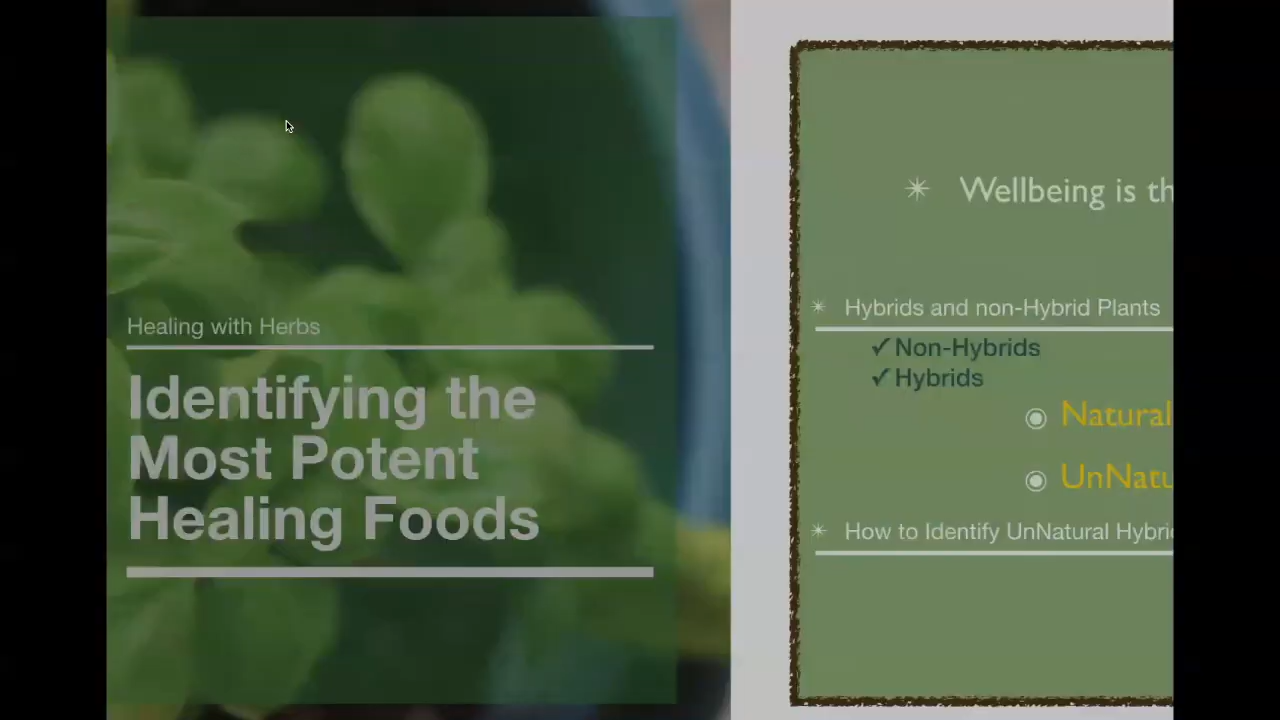 Healing with Herbs
Identifying the
Most Potent
Healing Foods
✴ Wellbeing is th
✴ Hybrids and non-Hybrid Plants
✓ Non-Hybrids
✓ Hybrids
◉ Natural
◉ UnNatu
✴ How to Identify UnNatural Hybri